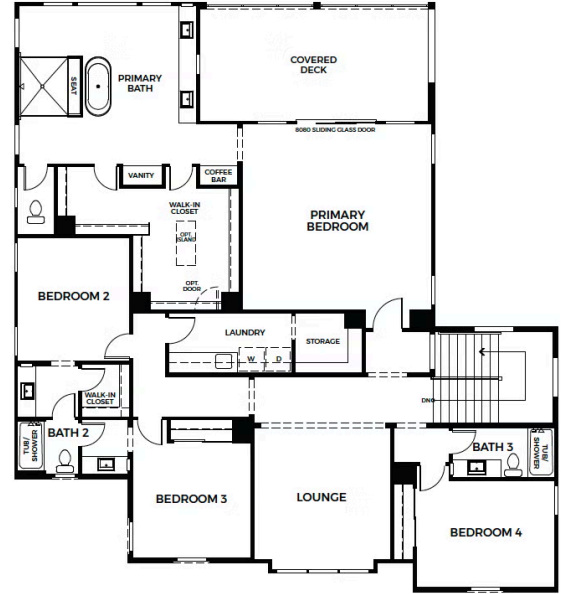 PRIMARY
BATH
SEAT
COVERED
DECK
8080 SLIDING GLASS DOOR
VANITY
COFFEE
BAR
WALK-IN
CLOSET
OPT.
ISLAND
OPT.
DOOR
PRIMARY
BEDROOM
BEDROOM 2
LAUNDRY
W
D
STORAGE
WALK-IN
CLOSET
DN
BATH 2
TUB/
SHOWER
BEDROOM 3
LOUNGE
BATH 3
TUB/
SHOWER
BEDROOM 4